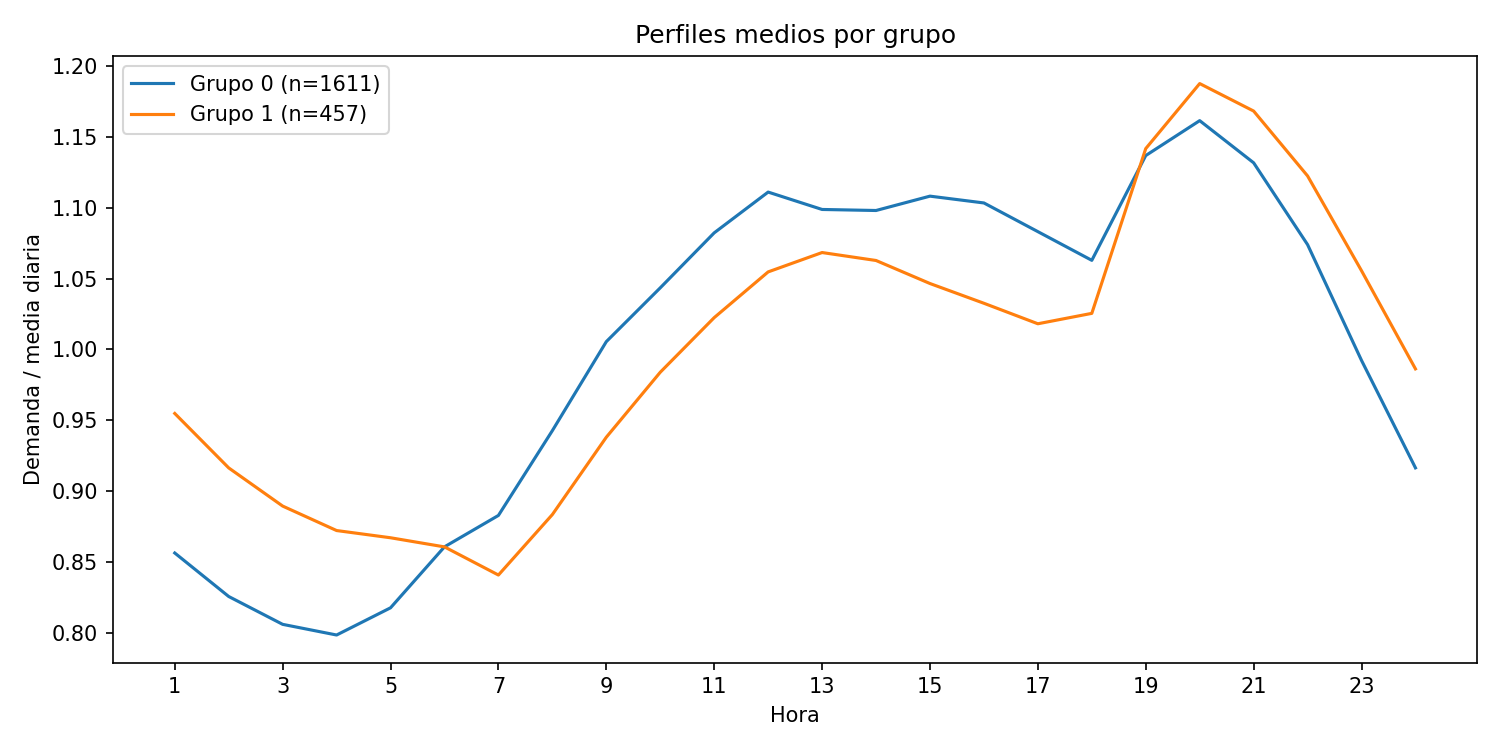 Perfiles medios por grupo
Grupo 0 (n=1611)
Grupo 1 (n=457)
Demanda / media diaria
1.20
1.15
1.10
1.05
1.00
0.95
0.90
0.85
0.80
1 3 5 7 9 11 13 15 17 19 21 23
Hora